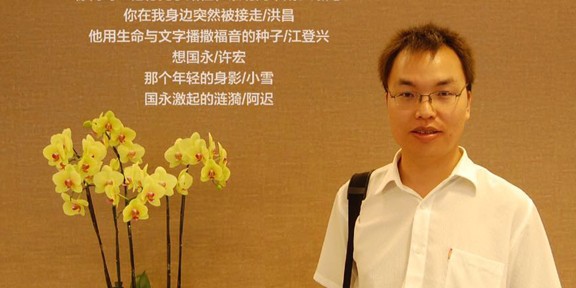 你在我身边突然被接走/洪昌
他用生命与文字播撒福音的种子/江登兴
想国永/许宏
那个年轻的身影/小雪
国永激起的涟漪/阿迟